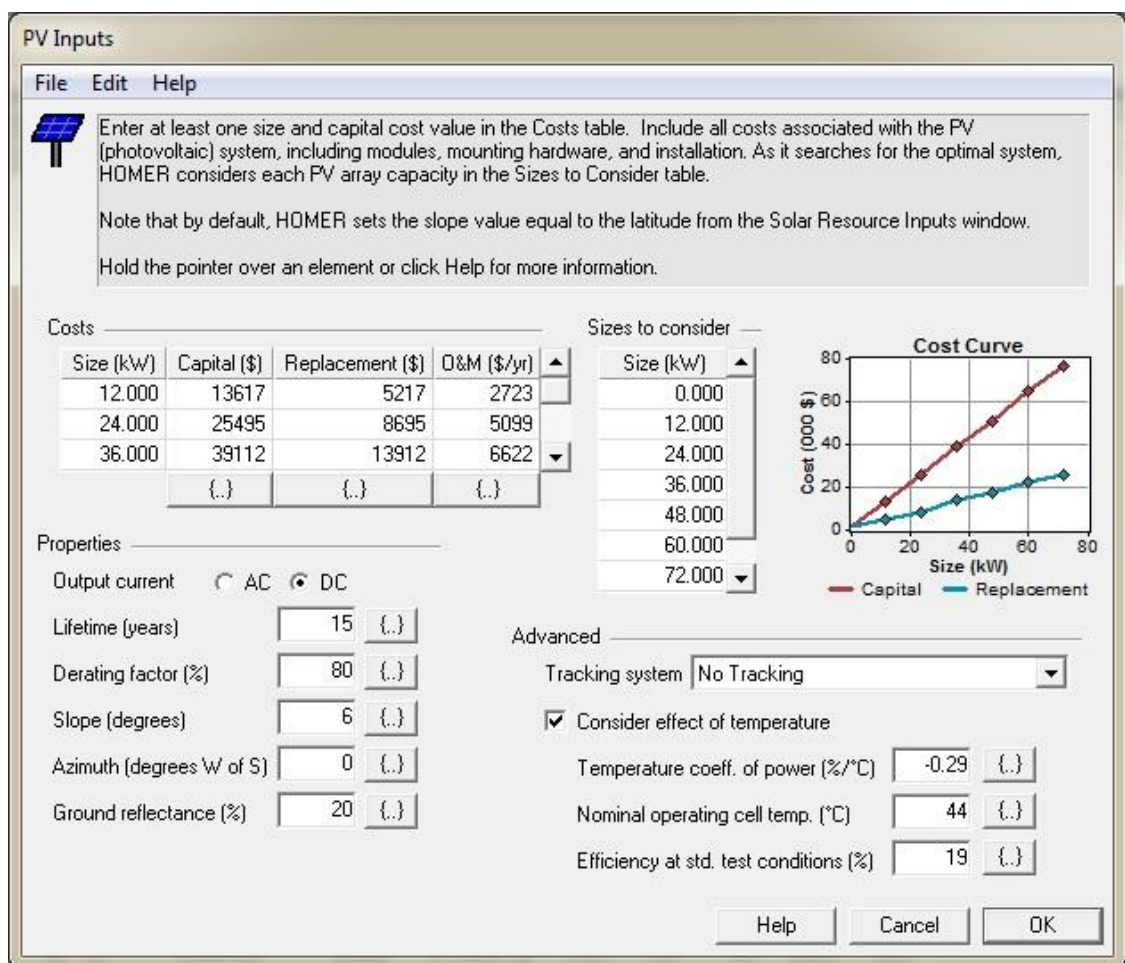 PV Inputs
File Edit Help
Enter at least one size and capital cost value in the Costs table. Include all costs associated with the PV
(photovoltaic) system, including modules, mounting hardware, and installation. As it searches for the optimal system,
HOMER considers each PV array capacity in the Sizes to Consider table.
Note that by default, HOMER sets the slope value equal to the latitude from the Solar Resource Inputs window.
Hold the pointer over an element or click Help for more information.
Costs
Size (kW) Capital ($) Replacement ($) O&M ($/yr)
12.000 13617 5217 2723
24.000 25495 8695 5099
36.000 39112 13912 6622
{..} {..} {..}
Sizes to consider
Size (kW)
0.000
12.000
24.000
36.000
48.000
60.000
72.000
Cost Curve
Cost (000 $)
80
60
40
20
0
0 20 40 60 80
Size (kW)
Capital Replacement
Properties
Output current AC DC
Lifetime (years) 15 {..}
Derating factor (%) 80 {..}
Slope (degrees) 6 {..}
Azimuth (degrees W of S) 0 {..}
Ground reflectance (%) 20 {..}
Advanced
Tracking system No Tracking
Consider effect of temperature
Temperature coeff. of power (%/°C) -0.29 {..}
Nominal operating cell temp. (°C) 44 {..}
Efficiency at std. test conditions (%) 19 {..}
Help Cancel OK